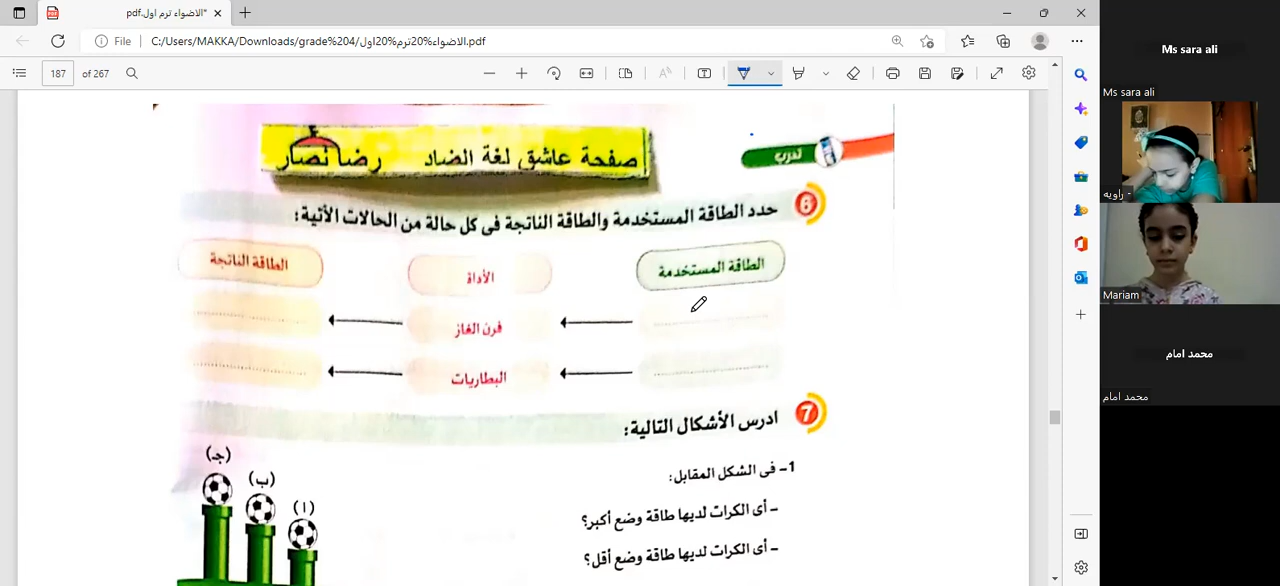 *الاضواء ترم اول.pdf
File
C:/Users/MAKKA/Downloads/grade%204/الاضواء%20ترم%20اول.pdf
187 of 267
صفحة عاشق لغة الضاد رضا نصار
تدرب
6 حدد الطاقة المستخدمة والطاقة الناتجة فى كل حالة من الحالات الآتية:
الطاقة المستخدمة الأداة الطاقة الناتجة
فرن الغاز
البطاريات
7 ادرس الأشكال التالية:
1- فى الشكل المقابل:
- أى الكرات لديها طاقة وضع أكبر؟
- أى الكرات لديها طاقة وضع أقل؟
(ا)
(ب)
(جـ)
Ms sara ali
Ms sara ali
راويه -
Mariam
محمد امام
محمد امام